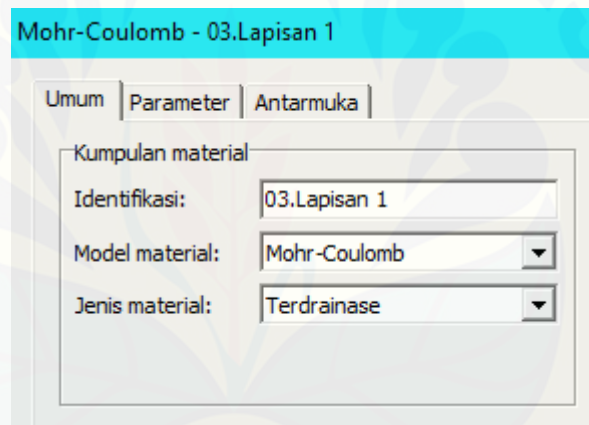 Mohr-Coulomb - 03.Lapisan 1
Umum Parameter Antarmuka
Kumpulan material
Identifikasi: 03.Lapisan 1
Model material: Mohr-Coulomb
Jenis material: Terdrainase